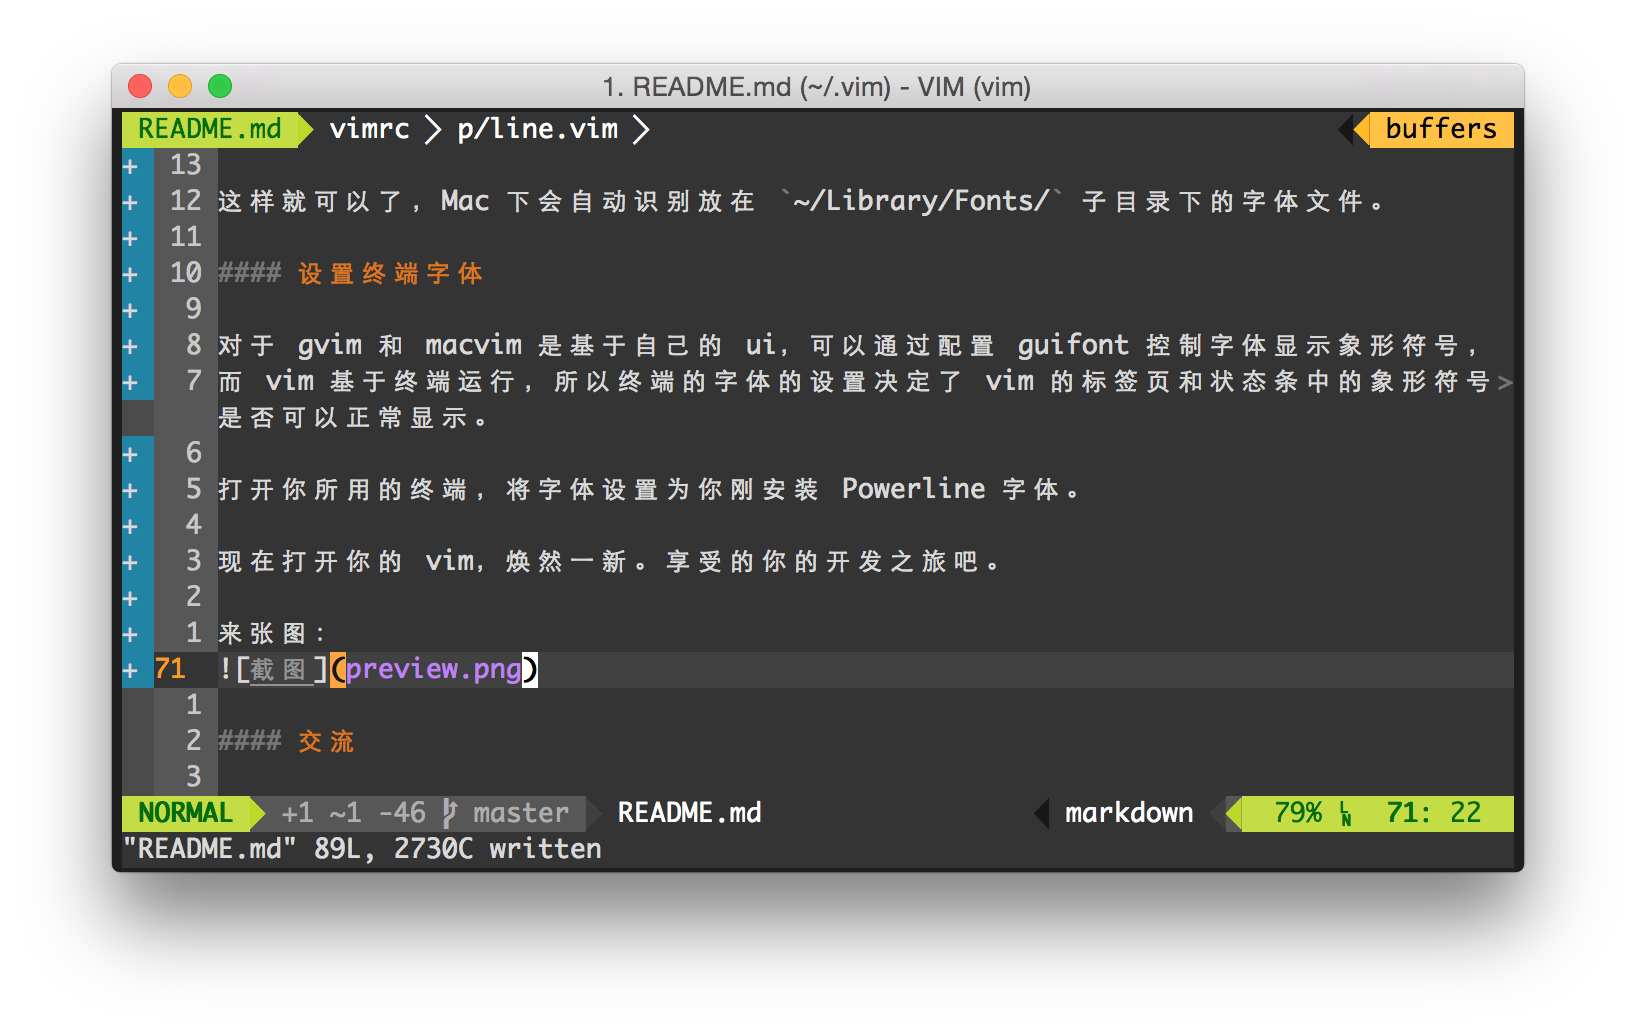 1. README.md (~/.vim) - VIM (vim)
README.md vimrc p/line.vim buffers
+ 13
+ 12 这样就可以了，Mac 下会自动识别放在 `~/Library/Fonts/` 子目录下的字体文件。
+ 11
+ 10 #### 设置终端字体
+ 9
+ 8 对于 gvim 和 macvim 是基于自己的 ui，可以通过配置 guifont 控制字体显示象形符号，
+ 7 而 vim 基于终端运行，所以终端的字体的设置决定了 vim 的标签页和状态条中的象形符号>
是否可以正常显示。
+ 6
+ 5 打开你所用的终端，将字体设置为你刚安装 Powerline 字体。
+ 4
+ 3 现在打开你的 vim，焕然一新。享受的你的开发之旅吧。
+ 2
+ 1 来张图：
+ 71 ![截图](preview.png)
1
2 #### 交流
3
NORMAL +1 ~1 -46 master README.md markdown 79% LN 71: 22
"README.md" 89L, 2730C written